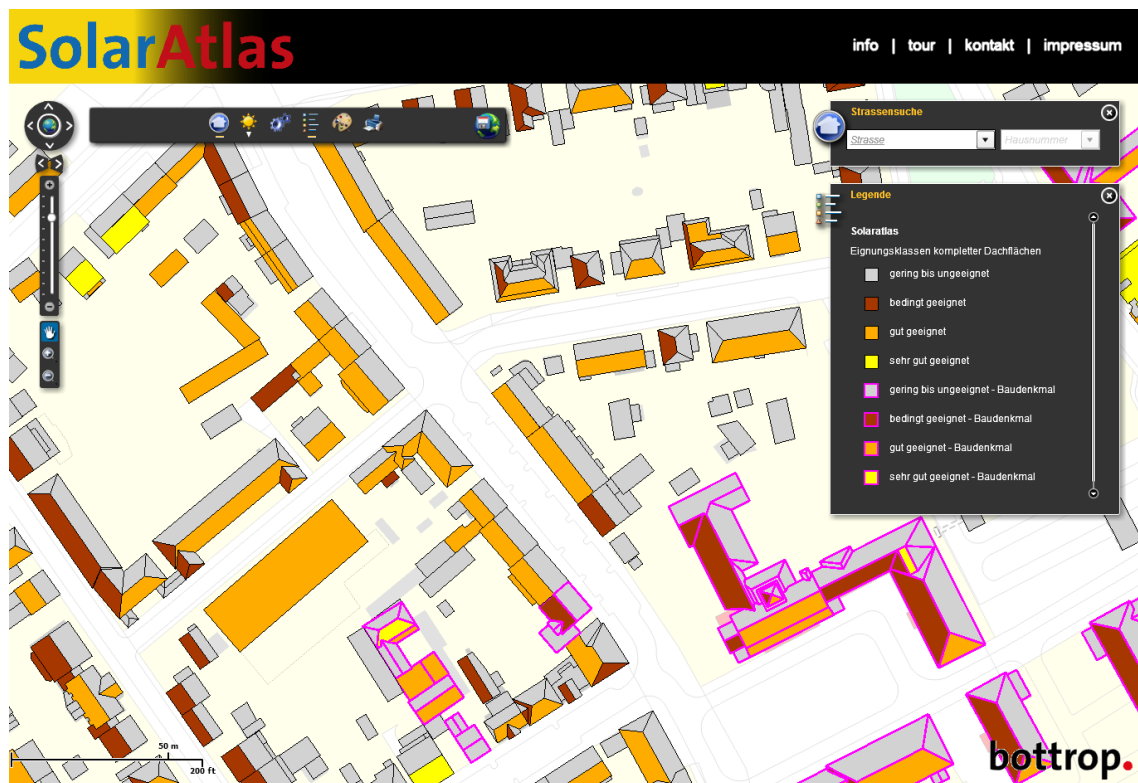 SolarAtlas
info | tour | kontakt | impressum
Strassensuche
Strasse
Hausnummer
Legende
Solaratlas
Eignungsklassen kompletter Dachflächen
gering bis ungeeignet
bedingt geeignet
gut geeignet
sehr gut geeignet
gering bis ungeeignet - Baudenkmal
bedingt geeignet - Baudenkmal
gut geeignet - Baudenkmal
sehr gut geeignet - Baudenkmal
50 m
200 ft
bottrop.